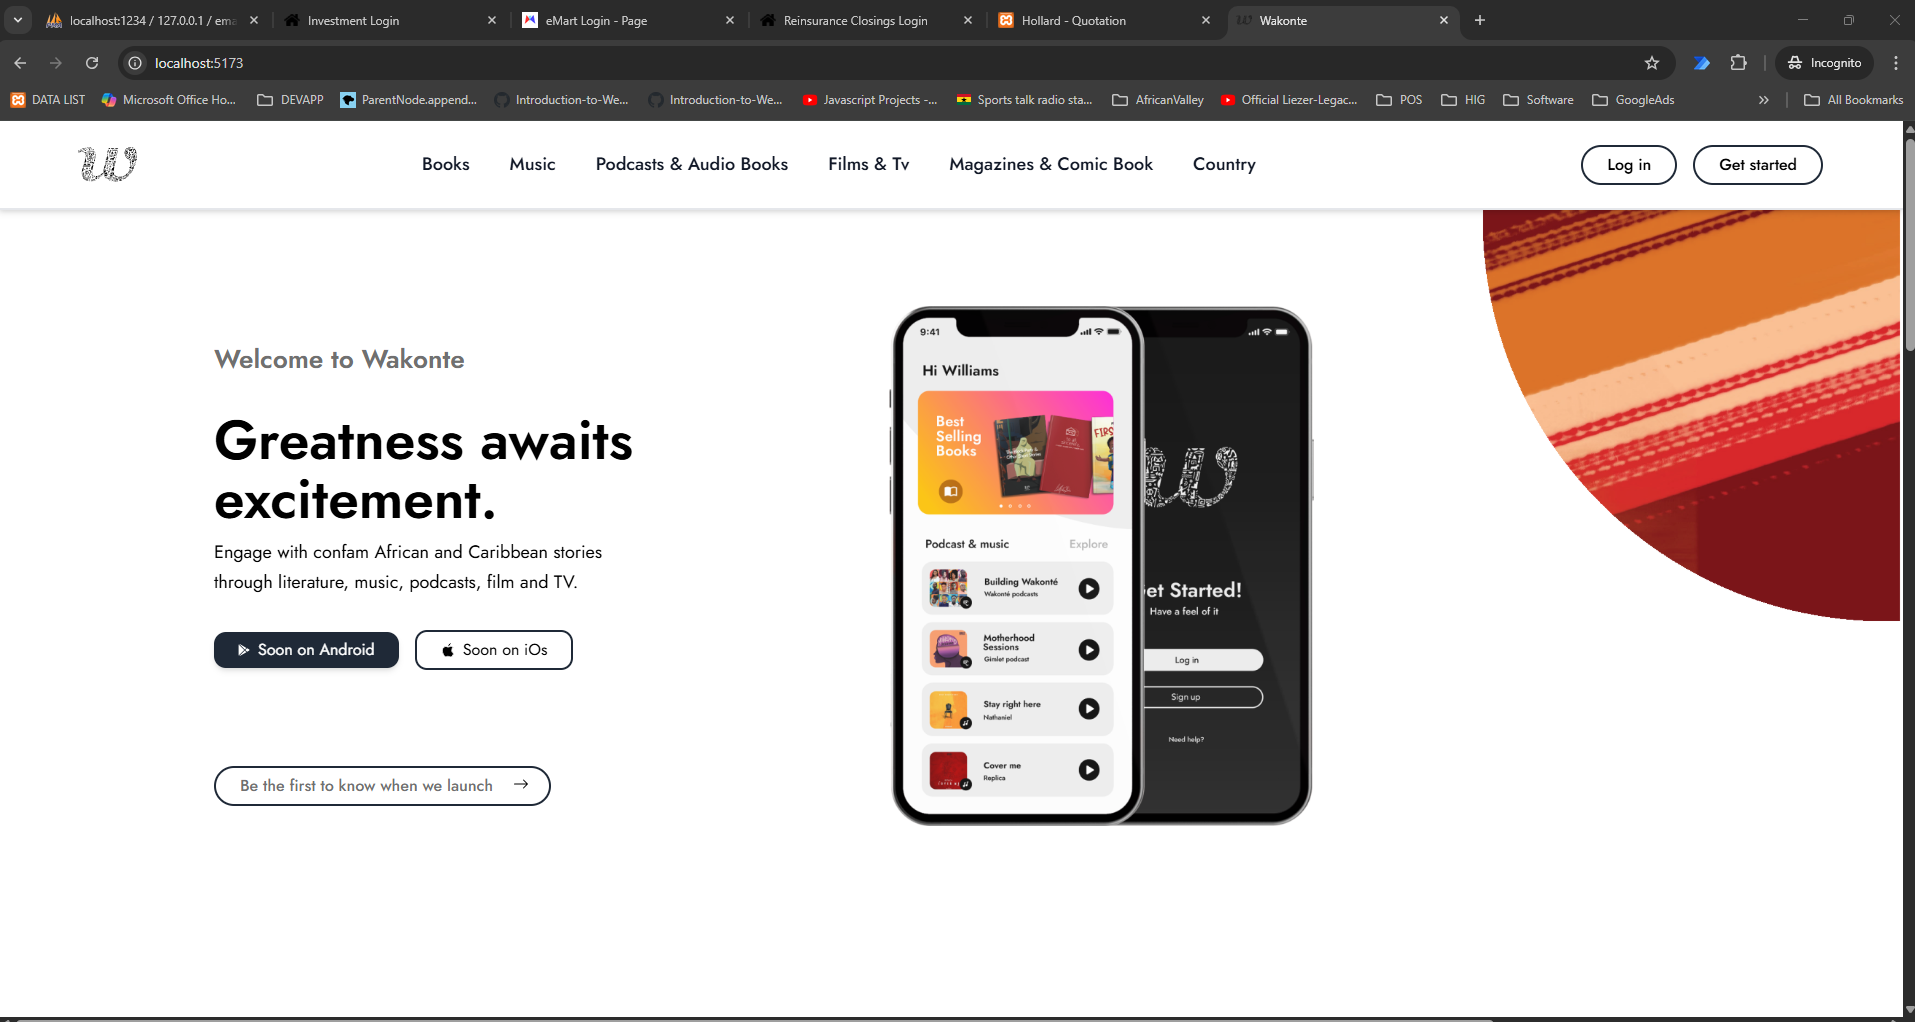 localhost:1234 / 127.0.0.1 / ema
Investment Login
eMart Login - Page
Reinsurance Closings Login
Hollard - Quotation
Wakonte
localhost:5173
Incognito
DATA LIST
Microsoft Office Ho...
DEVAPP
ParentNode.append...
Introduction-to-We...
Introduction-to-We...
Javascript Projects -...
Sports talk radio sta...
AfricanValley
Official Liezer-Legac...
POS
HIG
Software
GoogleAds
All Bookmarks
w
Books
Music
Podcasts & Audio Books
Films & Tv
Magazines & Comic Book
Country
Log in
Get started
Welcome to Wakonte
Greatness awaits
excitement.
Engage with confam African and Caribbean stories
through literature, music, podcasts, film and TV.
Soon on Android
Soon on iOs
Be the first to know when we launch
9:41
Hi Williams
Best
Selling
Books
FIRS
Podcast & music
Explore
Building Wakonté
Wakonté podcasts
Motherhood
Sessions
Gimlet podcast
Stay right here
Nathaniel
Cover me
Replica
w
et Started!
Have a feel of it
Log in
Sign up
Need help?